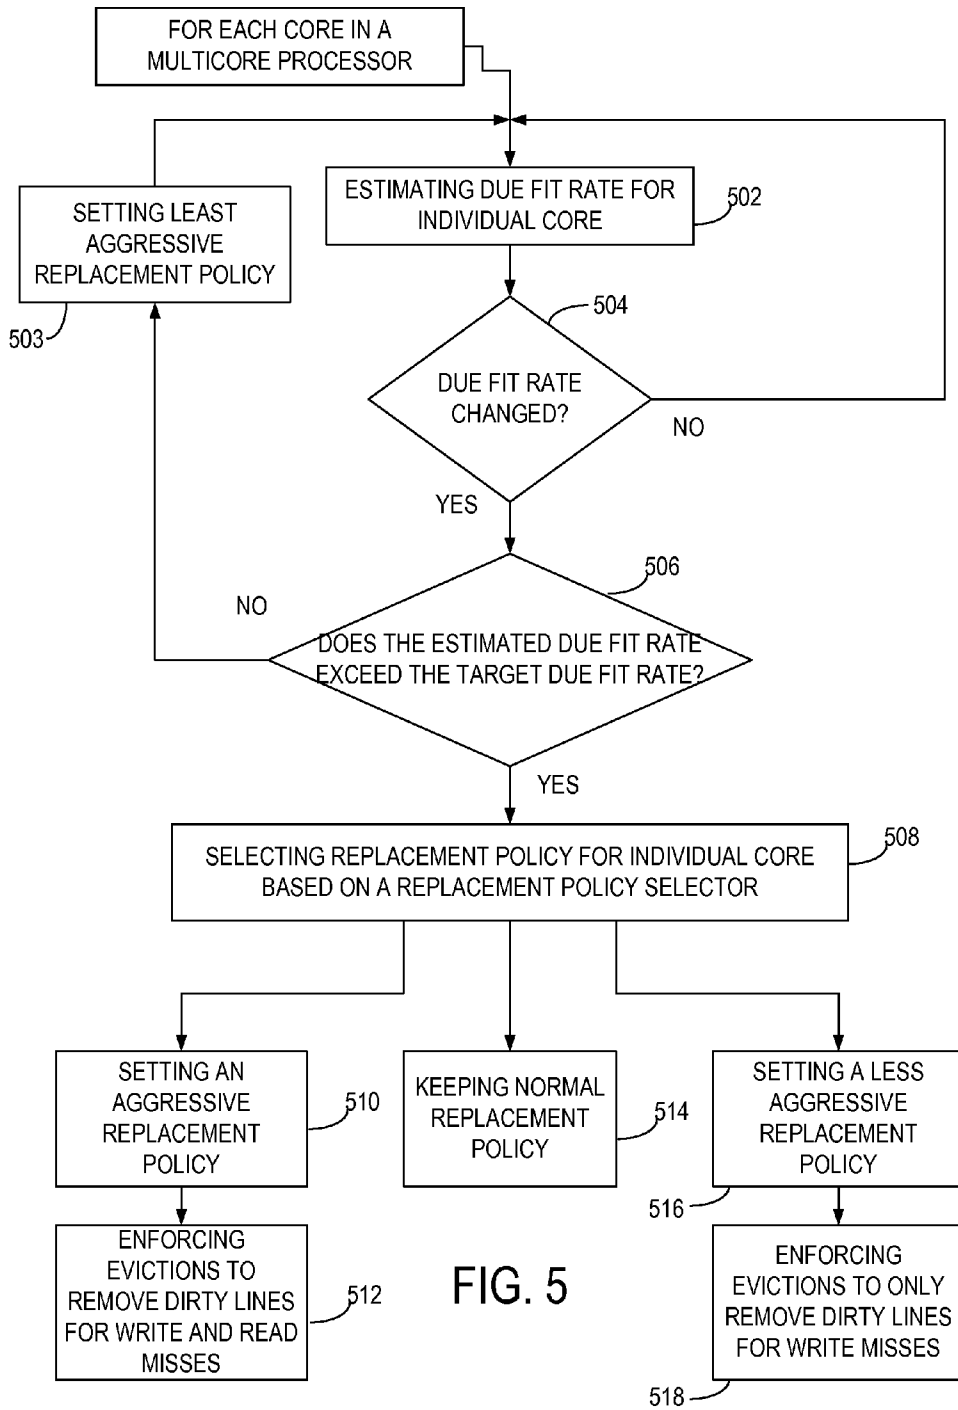 FOR EACH CORE IN A
MULTICORE PROCESSOR
ESTIMATING DUE FIT RATE FOR
INDIVIDUAL CORE
502
SETTING LEAST
AGGRESSIVE
REPLACEMENT POLICY
503
504
DUE FIT RATE
CHANGED?
NO
YES
506
NO
DOES THE ESTIMATED DUE FIT RATE
EXCEED THE TARGET DUE FIT RATE?
YES
508
SELECTING REPLACEMENT POLICY FOR INDIVIDUAL CORE
BASED ON A REPLACEMENT POLICY SELECTOR
SETTING AN
AGGRESSIVE
REPLACEMENT
POLICY
510
KEEPING NORMAL
REPLACEMENT
POLICY
514
SETTING A LESS
AGGRESSIVE
REPLACEMENT
POLICY
516
ENFORCING
EVICTIONS TO
REMOVE DIRTY LINES
FOR WRITE AND READ
MISSES
512
FIG. 5
ENFORCING
EVICTIONS TO ONLY
REMOVE DIRTY LINES
FOR WRITE MISSES
518